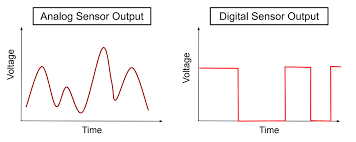 Analog Sensor Output
Digital Sensor Output
Voltage
Time
Voltage
Time